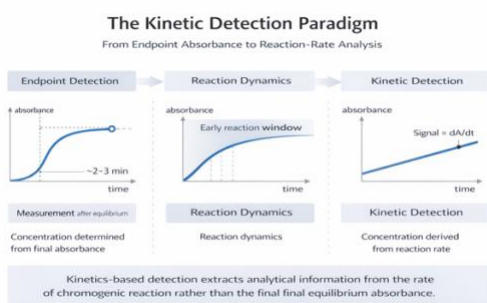 The Kinetic Detection Paradigm
From Endpoint Absorbance to Reaction-Rate Analysis
Endpoint Detection
Reaction Dynamics
Kinetic Detection
absorbance
~2–3 min
time
absorbance
Early reaction window
time
absorbance
Signal = dA/dt
time
Measurement after equilibrium
Reaction Dynamics
Kinetic Detection
Concentration determined
from final absorbance
Reaction dynamics
Concentration derived
from reaction rate
Kinetics-based detection extracts analytical information from the rate
of chromogenic reaction rather than the final final equilibrium absorbance.